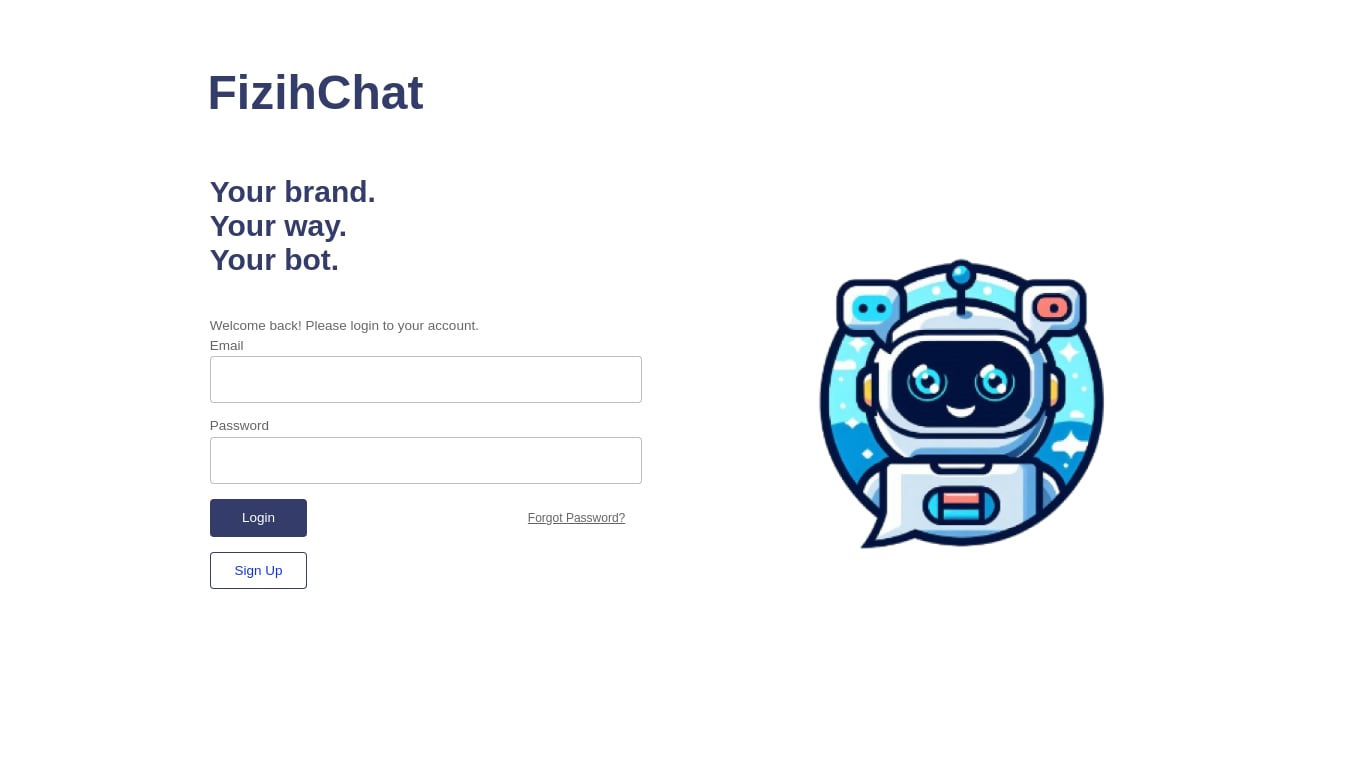 FizihChat
Your brand.
Your way.
Your bot.
Welcome back! Please login to your account.
Email
Password
Login
Forgot Password?
Sign Up